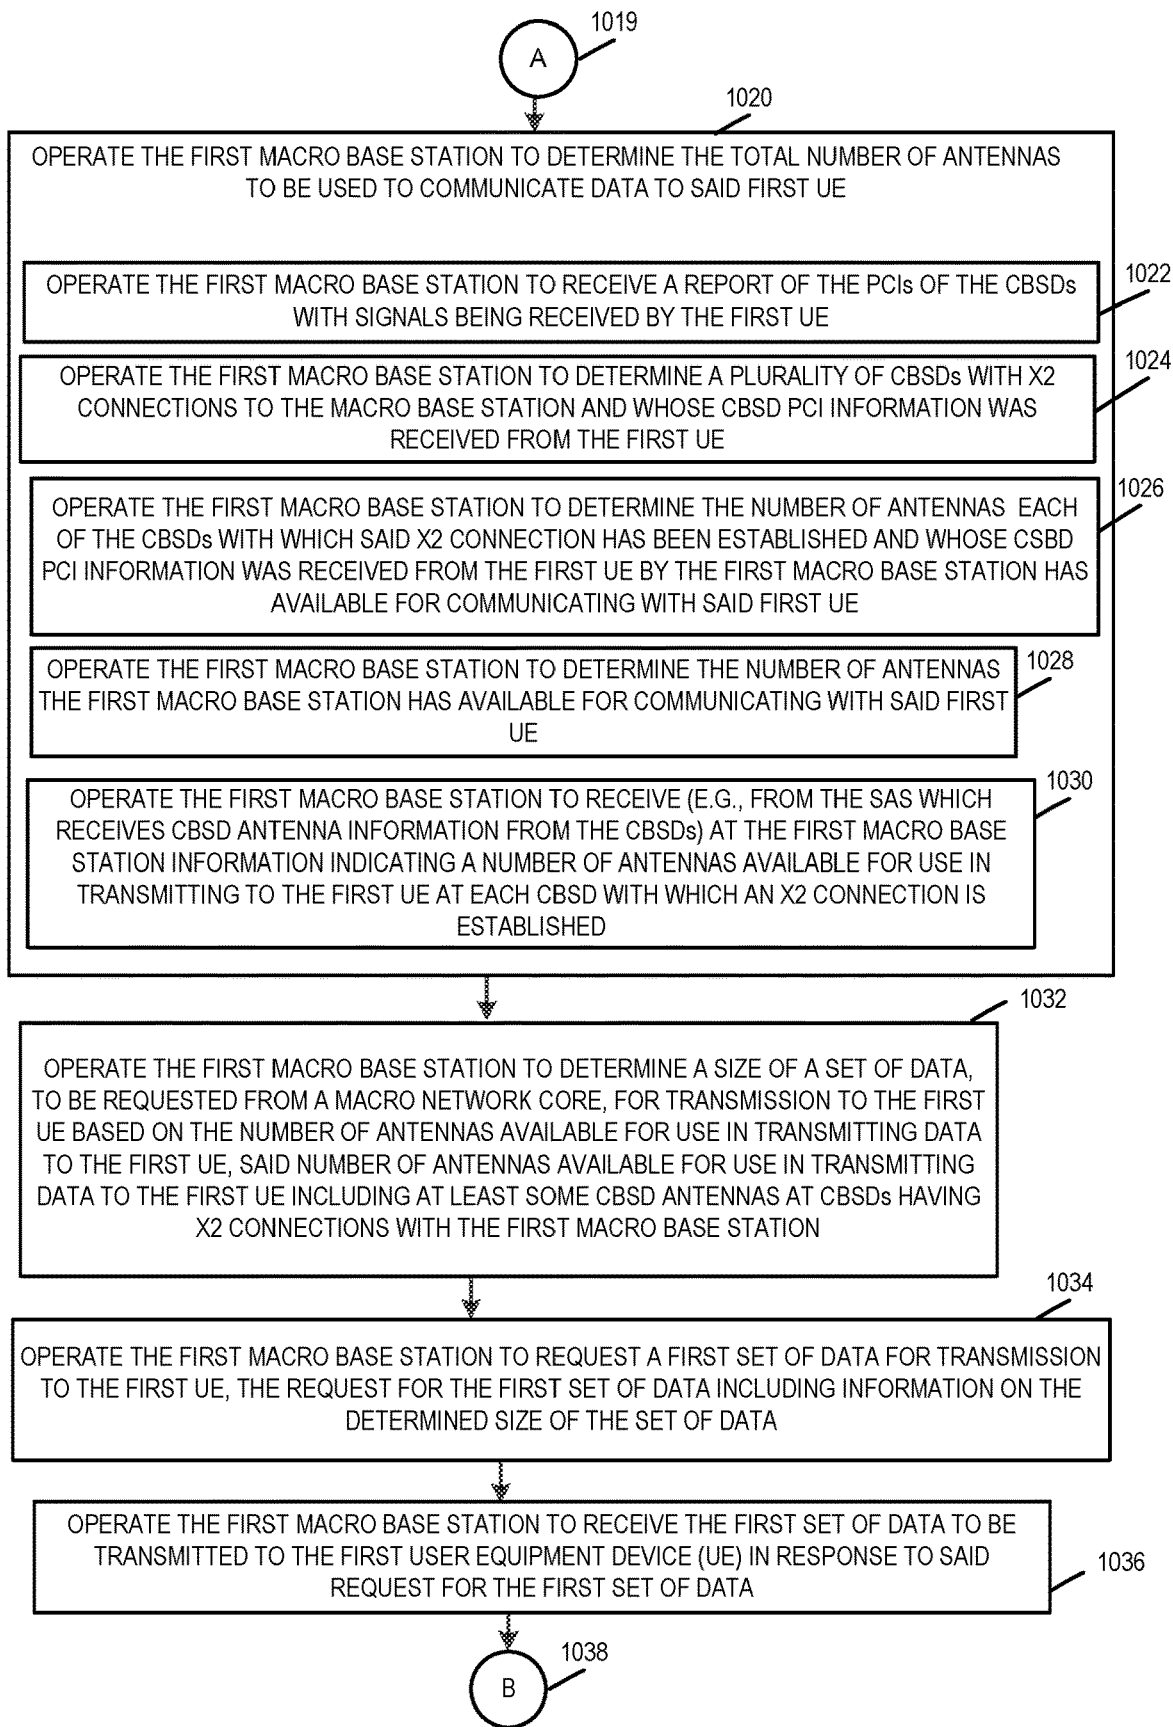 1019
A
1020
OPERATE THE FIRST MACRO BASE STATION TO DETERMINE THE TOTAL NUMBER OF ANTENNAS
TO BE USED TO COMMUNICATE DATA TO SAID FIRST UE
1022
OPERATE THE FIRST MACRO BASE STATION TO RECEIVE A REPORT OF THE PCIs OF THE CBSDs
WITH SIGNALS BEING RECEIVED BY THE FIRST UE
1024
OPERATE THE FIRST MACRO BASE STATION TO DETERMINE A PLURALITY OF CBSDs WITH X2
CONNECTIONS TO THE MACRO BASE STATION AND WHOSE CBSD PCI INFORMATION WAS
RECEIVED FROM THE FIRST UE
1026
OPERATE THE FIRST MACRO BASE STATION TO DETERMINE THE NUMBER OF ANTENNAS EACH
OF THE CBSDs WITH WHICH SAID X2 CONNECTION HAS BEEN ESTABLISHED AND WHOSE CSBD
PCI INFORMATION WAS RECEIVED FROM THE FIRST UE BY THE FIRST MACRO BASE STATION HAS
AVAILABLE FOR COMMUNICATING WITH SAID FIRST UE
1028
OPERATE THE FIRST MACRO BASE STATION TO DETERMINE THE NUMBER OF ANTENNAS
THE FIRST MACRO BASE STATION HAS AVAILABLE FOR COMMUNICATING WITH SAID FIRST
UE
1030
OPERATE THE FIRST MACRO BASE STATION TO RECEIVE (E.G., FROM THE SAS WHICH
RECEIVES CBSD ANTENNA INFORMATION FROM THE CBSDs) AT THE FIRST MACRO BASE
STATION INFORMATION INDICATING A NUMBER OF ANTENNAS AVAILABLE FOR USE IN
TRANSMITTING TO THE FIRST UE AT EACH CBSD WITH WHICH AN X2 CONNECTION IS
ESTABLISHED
1032
OPERATE THE FIRST MACRO BASE STATION TO DETERMINE A SIZE OF A SET OF DATA,
TO BE REQUESTED FROM A MACRO NETWORK CORE, FOR TRANSMISSION TO THE FIRST
UE BASED ON THE NUMBER OF ANTENNAS AVAILABLE FOR USE IN TRANSMITTING DATA
TO THE FIRST UE, SAID NUMBER OF ANTENNAS AVAILABLE FOR USE IN TRANSMITTING
DATA TO THE FIRST UE INCLUDING AT LEAST SOME CBSD ANTENNAS AT CBSDs HAVING
X2 CONNECTIONS WITH THE FIRST MACRO BASE STATION
1034
OPERATE THE FIRST MACRO BASE STATION TO REQUEST A FIRST SET OF DATA FOR TRANSMISSION
TO THE FIRST UE, THE REQUEST FOR THE FIRST SET OF DATA INCLUDING INFORMATION ON THE
DETERMINED SIZE OF THE SET OF DATA
OPERATE THE FIRST MACRO BASE STATION TO RECEIVE THE FIRST SET OF DATA TO BE
TRANSMITTED TO THE FIRST USER EQUIPMENT DEVICE (UE) IN RESPONSE TO SAID
REQUEST FOR THE FIRST SET OF DATA
1036
1038
B